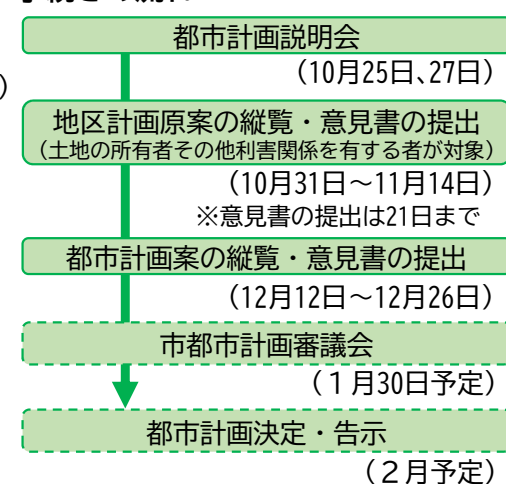 都市計画説明会
（10月25日、27日）
）
地区計画原案の縦覧・意見書の提出
（土地の所有者その他利害関係を有する者が対象）
（10月31日～11月14日）
※意見書の提出は21日まで
都市計画案の縦覧・意見書の提出
（12月12日～12月26日）
市都市計画審議会
（１月30日予定）
都市計画決定・告示
（２月予定）